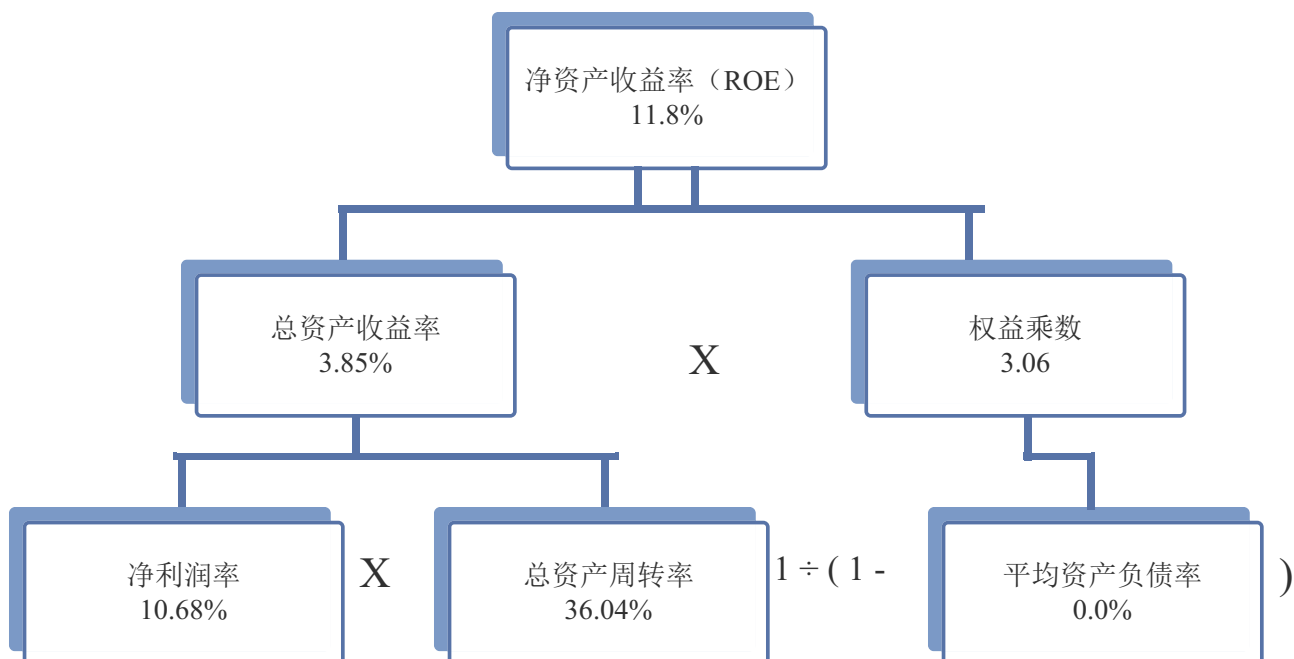 净资产收益率（ROE）
11.8%
总资产收益率
3.85%
X
权益乘数
3.06
净利润率
10.68%
X
总资产周转率
36.04%
1 ÷ ( 1 -
平均资产负债率
0.0%
)